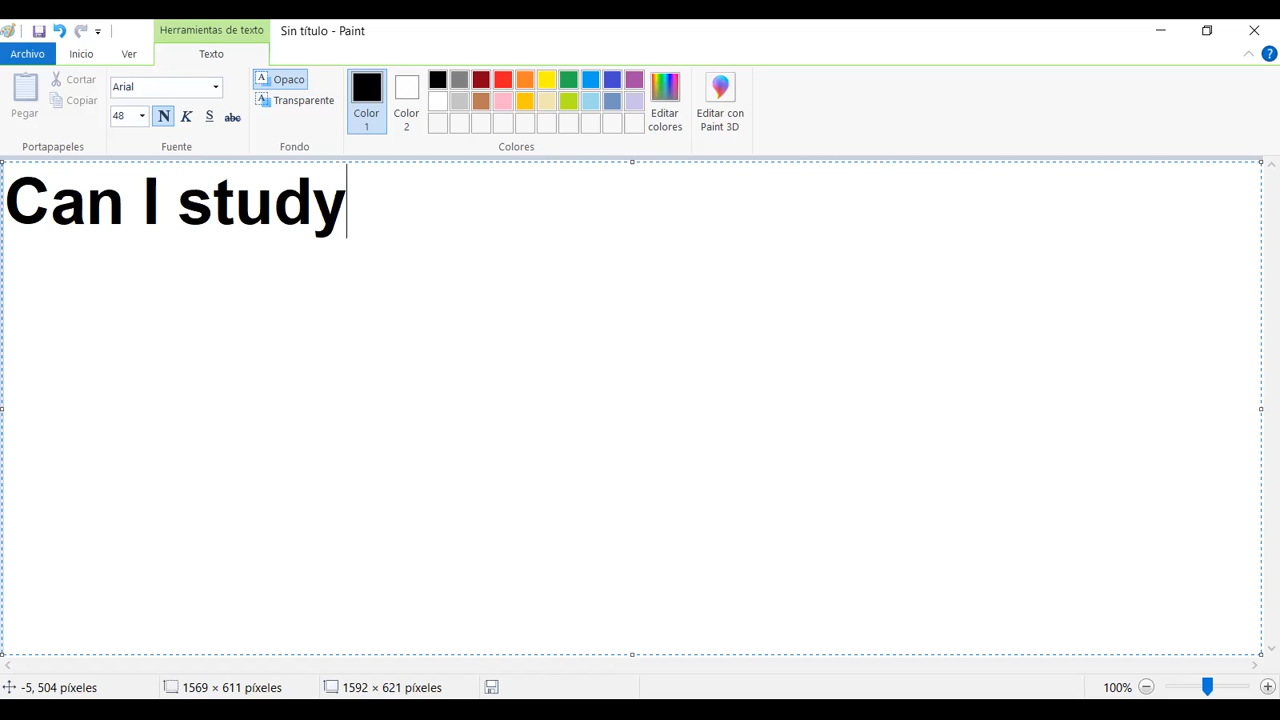 Herramientas de texto
Sin título - Paint
Archivo
Inicio
Ver
Texto
Pegar
Cortar
Copiar
Portapapeles
Arial
48
N K S abc
Fuente
A Opaco
A Transparente
Fondo
Color 1
Color 2
Colores
Editar colores
Editar con Paint 3D
?
Can I study
-5, 504 píxeles
1569 × 611 píxeles
1592 × 621 píxeles
100%